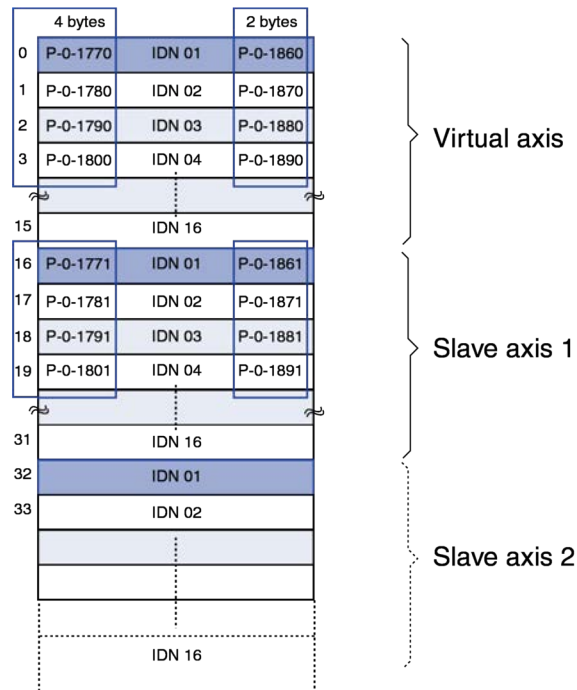 4 bytes 2 bytes
0 P-0-1770 IDN 01 P-0-1860
1 P-0-1780 IDN 02 P-0-1870
2 P-0-1790 IDN 03 P-0-1880
3 P-0-1800 IDN 04 P-0-1890
Virtual axis
15 IDN 16
16 P-0-1771 IDN 01 P-0-1861
17 P-0-1781 IDN 02 P-0-1871
18 P-0-1791 IDN 03 P-0-1881
Slave axis 1
19 P-0-1801 IDN 04 P-0-1891
31 IDN 16
32 IDN 01
33 IDN 02
Slave axis 2
IDN 16